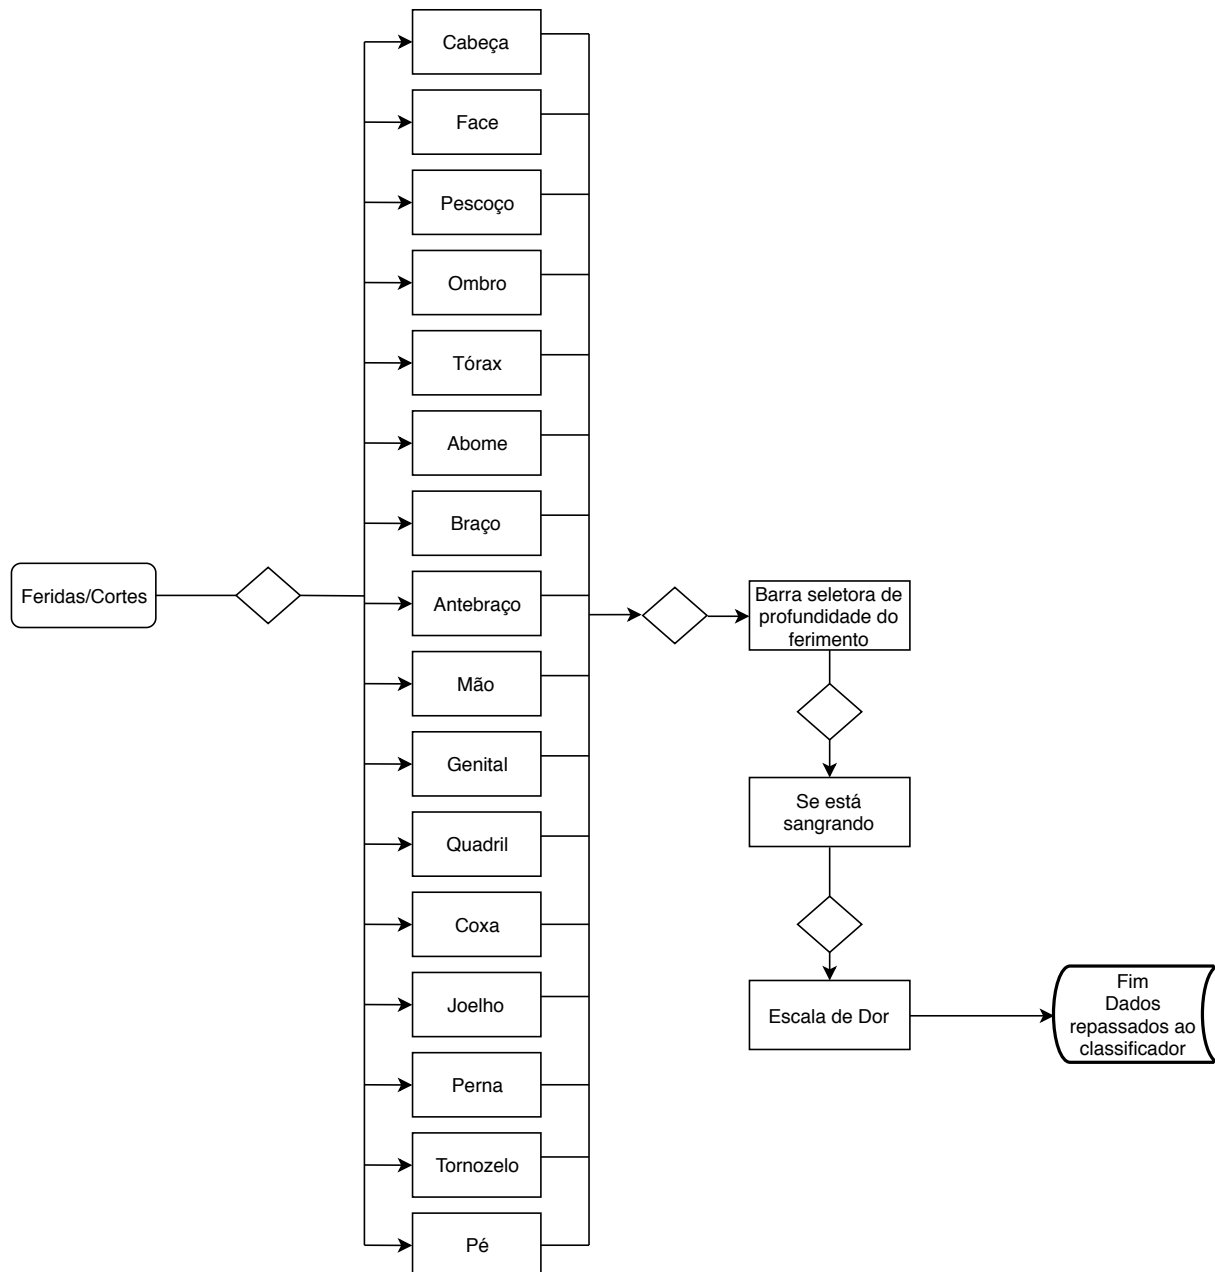 Cabeça
Face
Pescoço
Ombro
Tórax
Abome
Braço
Feridas/Cortes
Antebraço
Mão
Genital
Quadril
Coxa
Joelho
Perna
Tornozelo
Pé
Barra seletora de
profundidade do
ferimento
Se está
sangrando
Escala de Dor
Fim
Dados
repassados ao
classificador